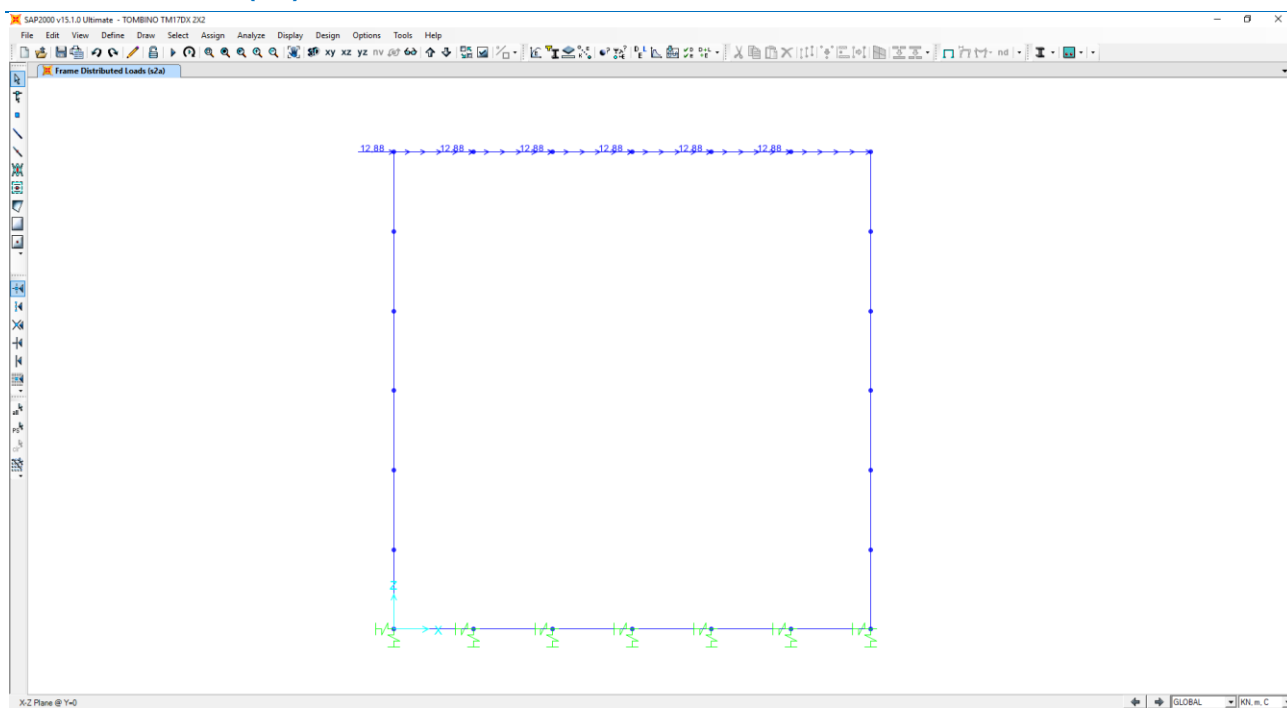 SAP2000 v15.1.0 Ultimate - TOMBINO TM17DX 2X2
File Edit View Define Draw Select Assign Analyze Display Design Options Tools Help
xy xz yz nv nd
Frame Distributed Loads (s2a)
12,88 12,88 12,88 12,88 12,88 12,88
Z
X
X-Z Plane @ Y=0 GLOBAL KN, m, C